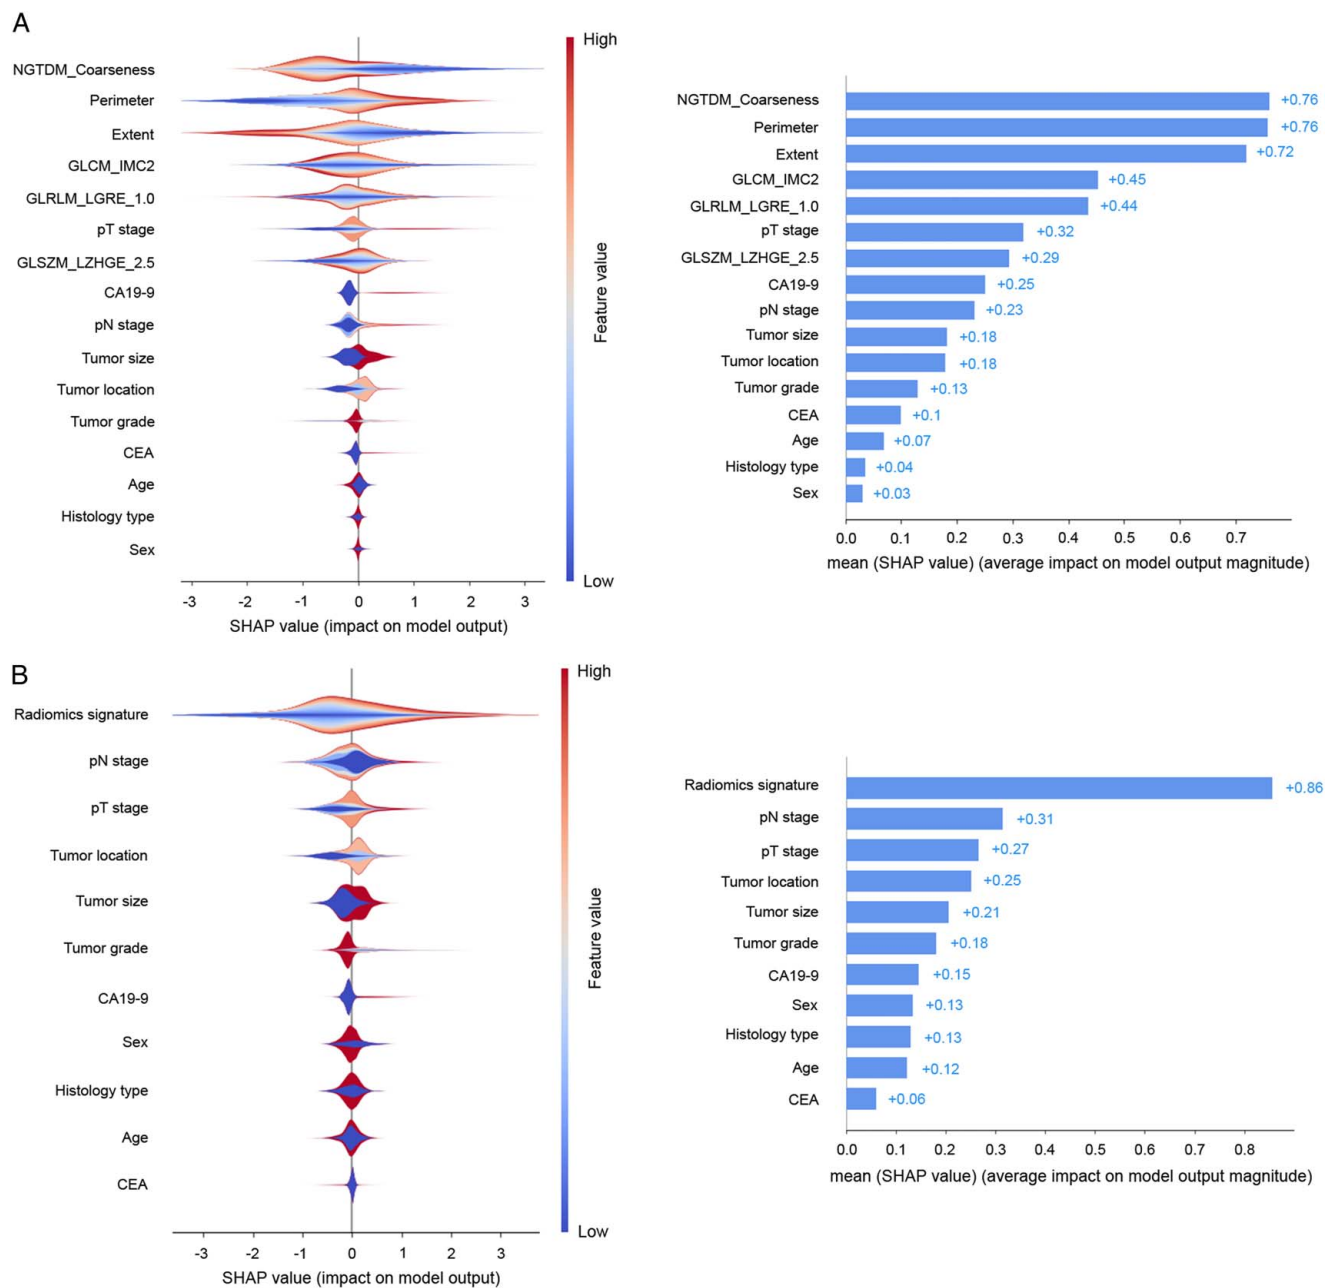 A
High
NGTDM_Coarseness
Perimeter
Extent
GLCM_IMC2
GLRLM_LGRE_1.0
pT stage
GLSZM_LZHGE_2.5
CA19-9
pN stage
Tumor size
Tumor location
Tumor grade
CEA
Age
Histology type
Sex
Feature value
Low
-3 -2 -1 0 1 2 3
SHAP value (impact on model output)
NGTDM_Coarseness +0.76
Perimeter +0.76
Extent +0.72
GLCM_IMC2 +0.45
GLRLM_LGRE_1.0 +0.44
pT stage +0.32
GLSZM_LZHGE_2.5 +0.29
CA19-9 +0.25
pN stage +0.23
Tumor size +0.18
Tumor location +0.18
Tumor grade +0.13
CEA +0.1
Age +0.07
Histology type +0.04
Sex +0.03
0.0 0.1 0.2 0.3 0.4 0.5 0.6 0.7
mean (SHAP value) (average impact on model output magnitude)
B
High
Radiomics signature
pN stage
pT stage
Tumor location
Tumor size
Tumor grade
CA19-9
Sex
Histology type
Age
CEA
Feature value
Low
-3 -2 -1 0 1 2 3
SHAP value (impact on model output)
Radiomics signature +0.86
pN stage +0.31
pT stage +0.27
Tumor location +0.25
Tumor size +0.21
Tumor grade +0.18
CA19-9 +0.15
Sex +0.13
Histology type +0.13
Age +0.12
CEA +0.06
0.0 0.1 0.2 0.3 0.4 0.5 0.6 0.7 0.8
mean (SHAP value) (average impact on model output magnitude)